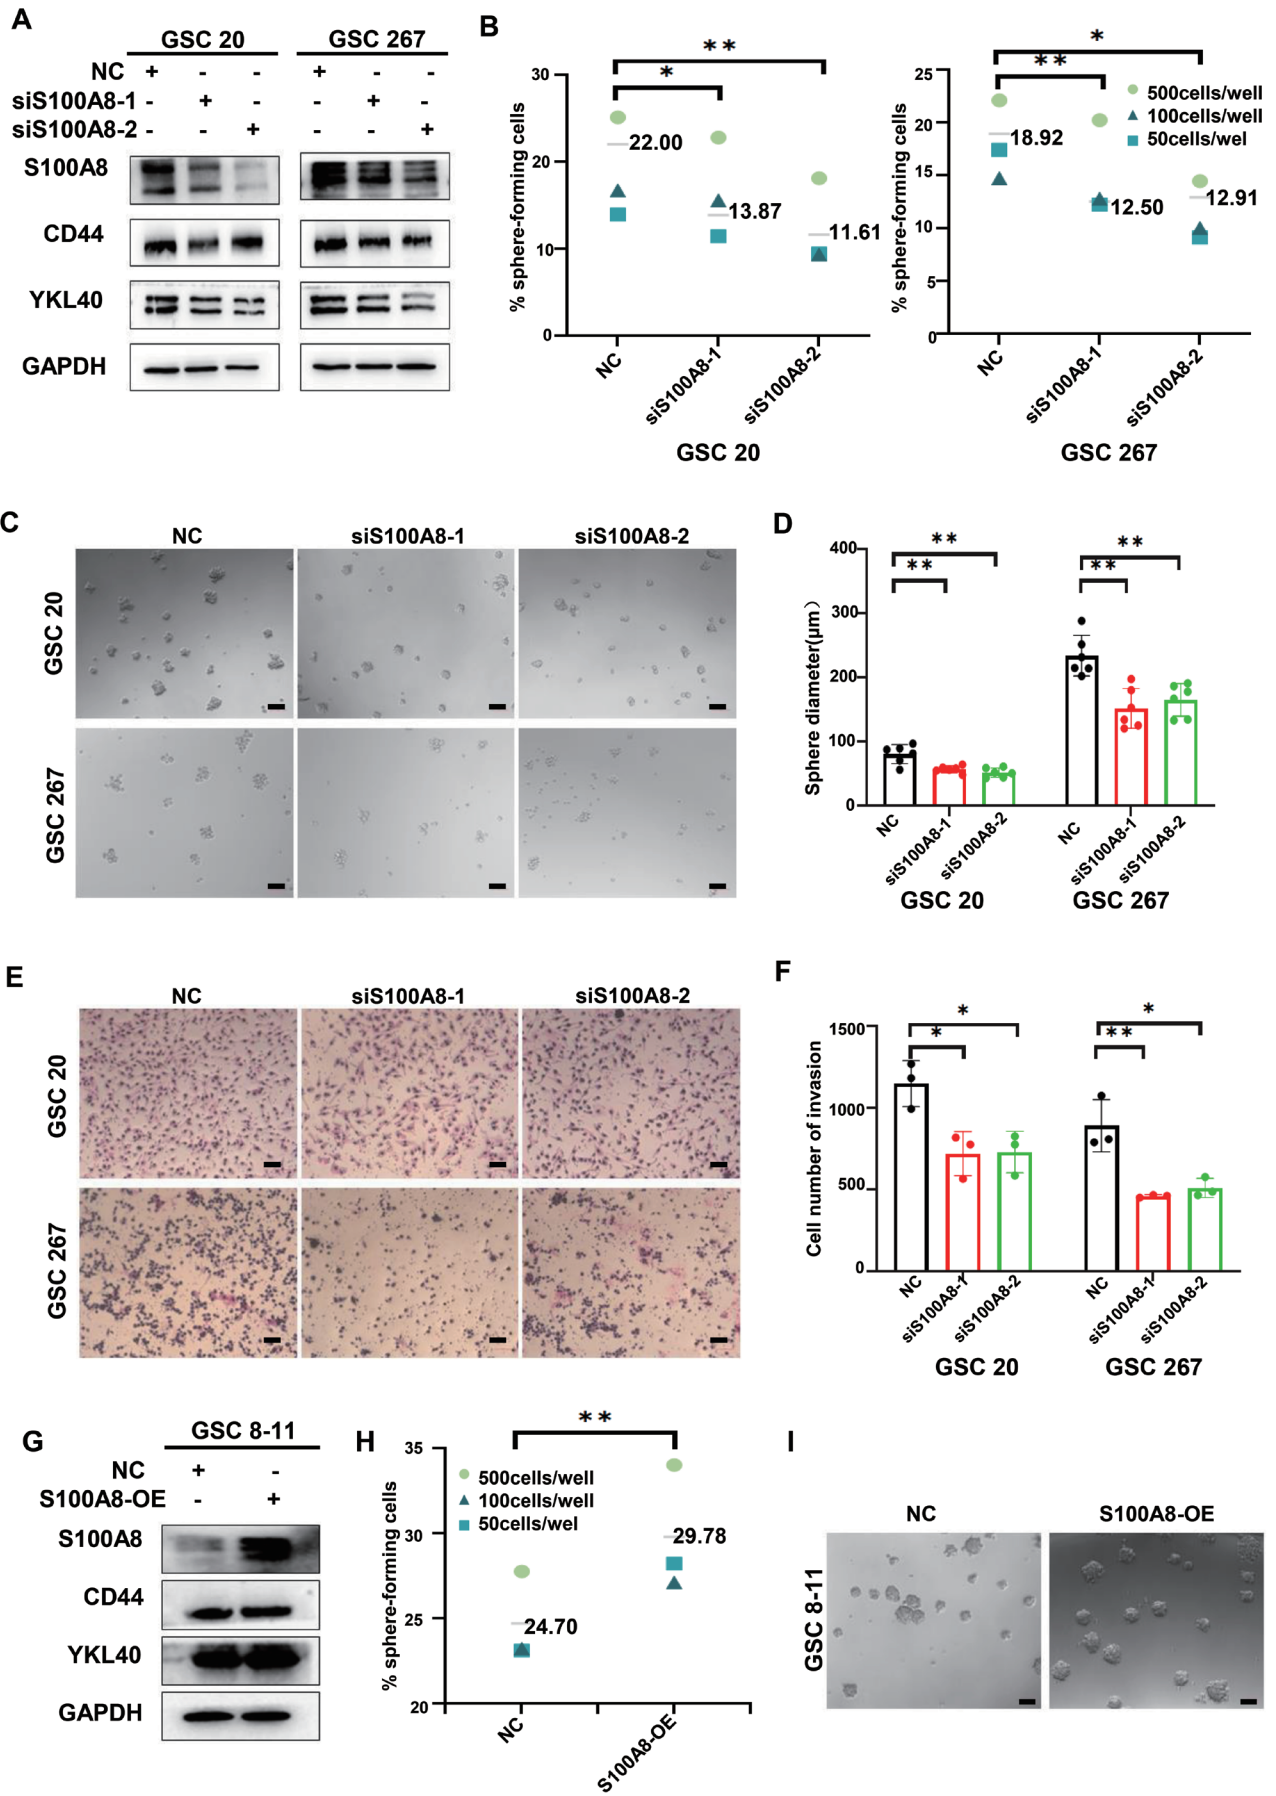 A
GSC 20
GSC 267
NC + - - + - -
siS100A8-1 - + - - + -
siS100A8-2 - - + - - +
S100A8
CD44
YKL40
GAPDH
B
% sphere-forming cells
30
20
10
0
**
*
22.00
13.87
11.61
NC
siS100A8-1
siS100A8-2
GSC 20
% sphere-forming cells
25
20
15
10
5
0
*
**
18.92
12.50
12.91
500cells/well
100cells/well
50cells/wel
NC
siS100A8-1
siS100A8-2
GSC 267
C
NC
siS100A8-1
siS100A8-2
GSC 20
GSC 267
D
Sphere diameter(μm）
400
300
200
100
0
**
**
**
**
NC
siS100A8-1
siS100A8-2
NC
siS100A8-1
siS100A8-2
GSC 20
GSC 267
E
NC
siS100A8-1
siS100A8-2
GSC 20
GSC 267
F
Cell number of invasion
1500
1000
500
0
*
*
*
**
NC
siS100A8-1
siS100A8-2
NC
siS100A8-1
siS100A8-2
GSC 20
GSC 267
G
GSC 8-11
NC + -
S100A8-OE - +
S100A8
CD44
YKL40
GAPDH
H
% sphere-forming cells
35
30
25
20
**
500cells/well
100cells/well
50cells/wel
24.70
29.78
NC
S100A8-OE
I
NC
S100A8-OE
GSC 8-11